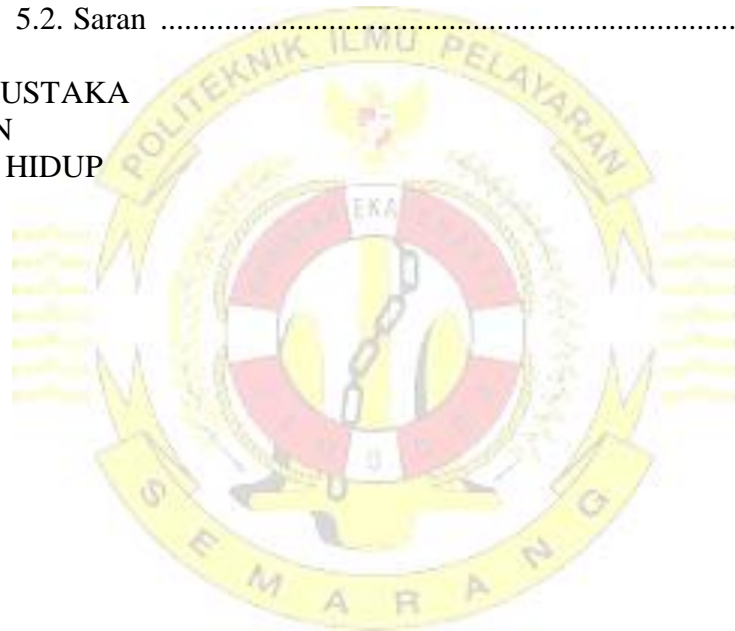 5.2. Saran ................................................................
POLITEKNIK ILMU PELAYARAN
USTAKA
N
HIDUP
EKA
SEMARANG